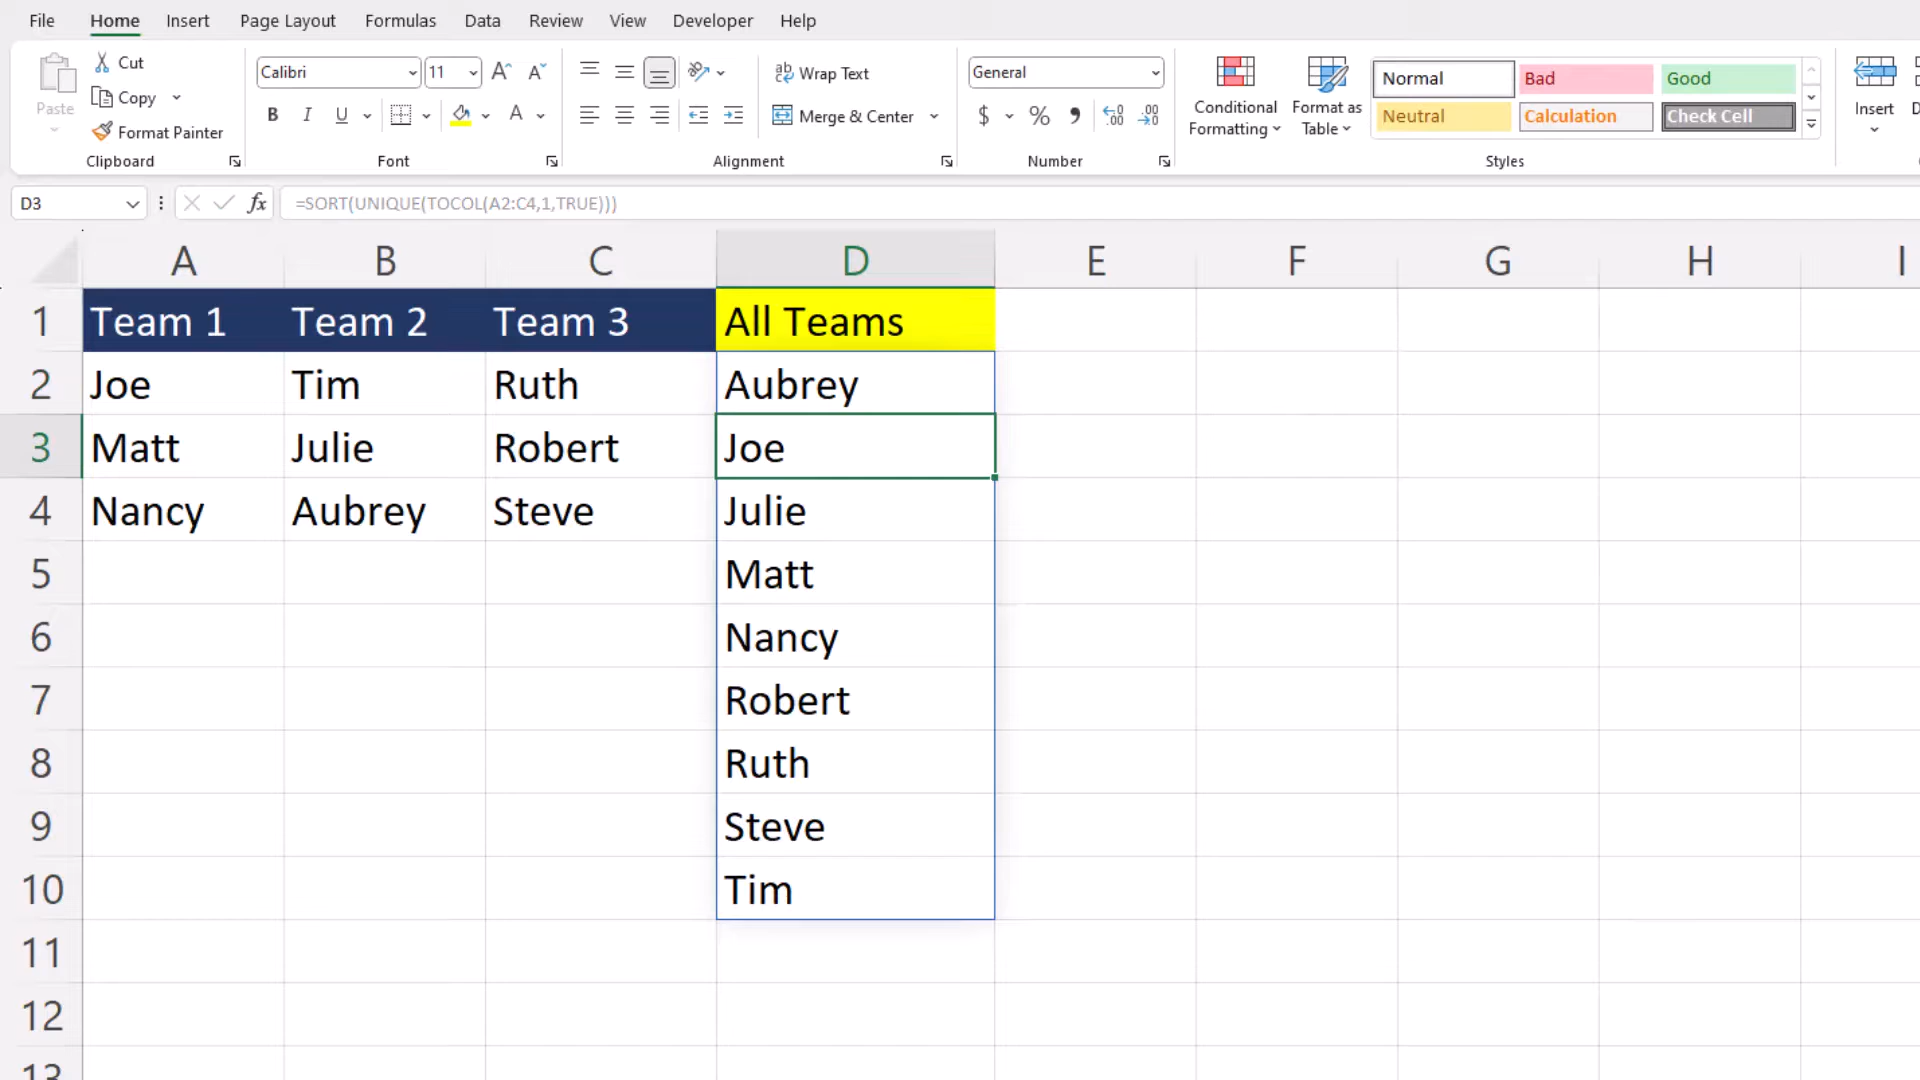 File Home Insert Page Layout Formulas Data Review View Developer Help
Paste
Cut
Copy
Format Painter
Clipboard
Calibri 11
B I U
Font
Wrap Text
Merge & Center
Alignment
General
$ %
Number
Conditional
Formatting
Format as
Table
Normal Bad Good
Neutral Calculation Check Cell
Styles
Insert
D3 fx =SORT(UNIQUE(TOCOL(A2:C4,1,TRUE)))
A B C D E F G H I
1 Team 1 Team 2 Team 3 All Teams
2 Joe Tim Ruth Aubrey
3 Matt Julie Robert Joe
4 Nancy Aubrey Steve Julie
5 Matt
6 Nancy
7 Robert
8 Ruth
9 Steve
10 Tim
11
12
13